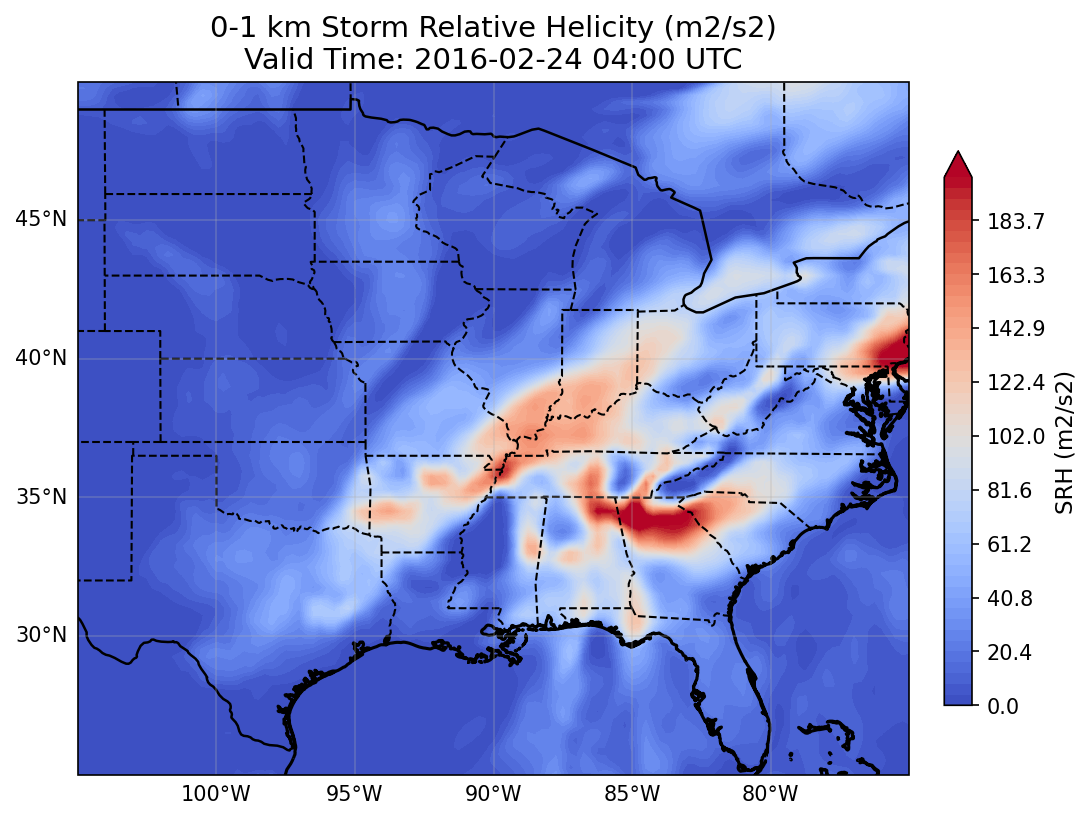 0-1 km Storm Relative Helicity (m2/s2)
Valid Time: 2016-02-24 04:00 UTC
45°N
40°N
35°N
30°N
100°W
95°W
90°W
85°W
80°W
183.7
163.3
142.9
122.4
102.0
81.6
61.2
40.8
20.4
0.0
SRH (m2/s2)